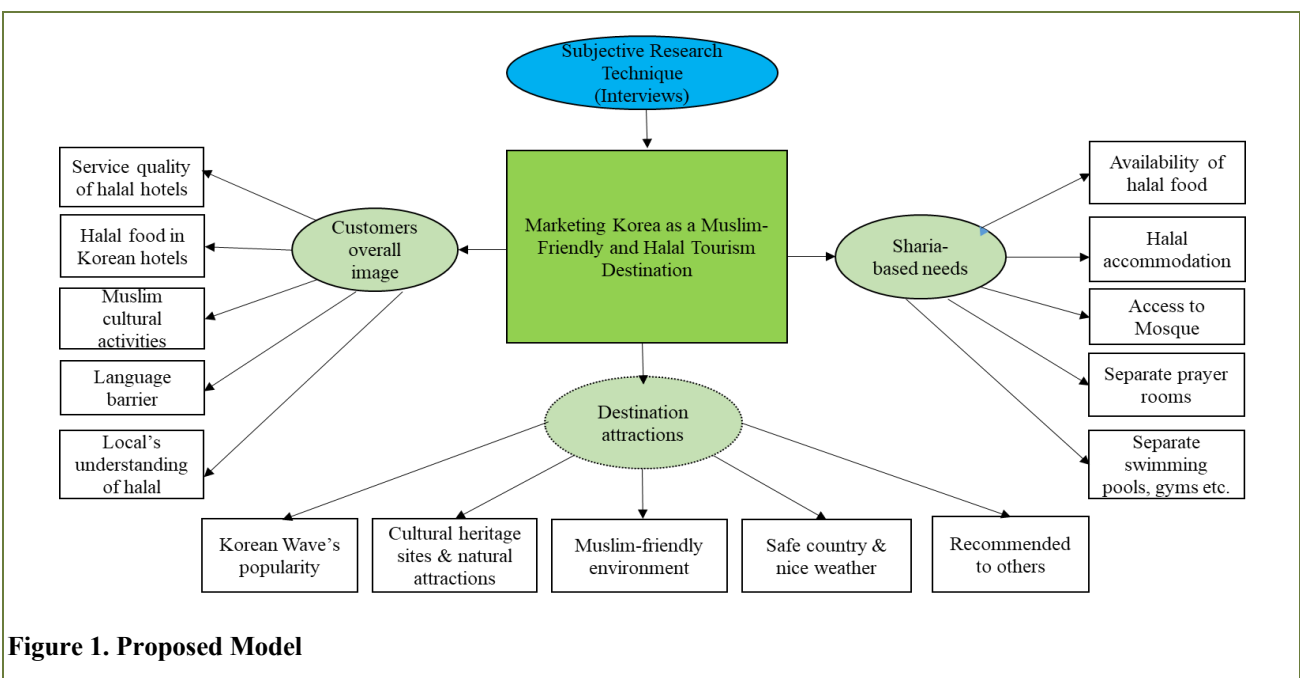 Subjective Research
Technique
(Interviews)
Service quality
of halal hotels
Halal food in
Korean hotels
Muslim
cultural
activities
Language
barrier
Local's
understanding
of halal
Customers
overall
image
Marketing Korea as a Muslim-
Friendly and Halal Tourism
Destination
Sharia-
based needs
Availability of
halal food
Halal
accommodation
Access to
Mosque
Separate prayer
rooms
Separate
swimming
pools, gyms etc.
Destination
attractions
Korean Wave’s
popularity
Cultural heritage
sites & natural
attractions
Muslim-friendly
environment
Safe country &
nice weather
Recommended
to others
Figure 1. Proposed Model